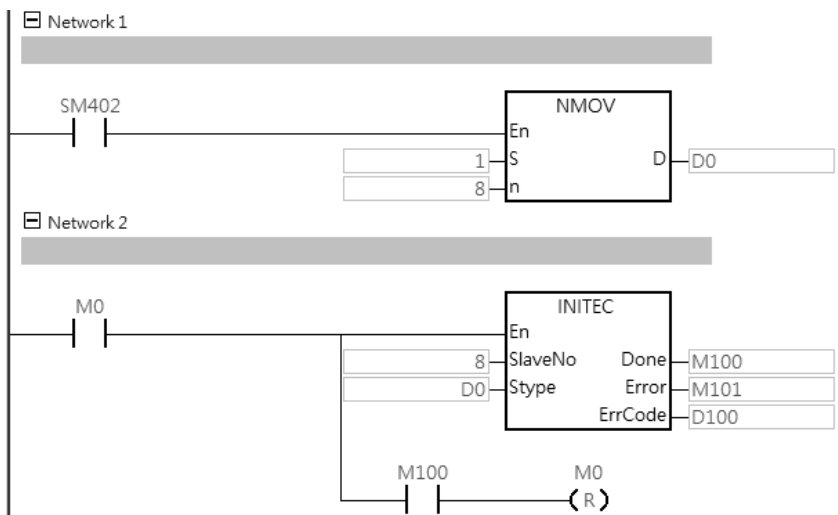 Network 1
SM402
NMOV
En
1 S D D0
8 n
Network 2
M0
INITEC
En
8 SlaveNo Done M100
D0 Stype Error M101
ErrCode D100
M100 M0
R